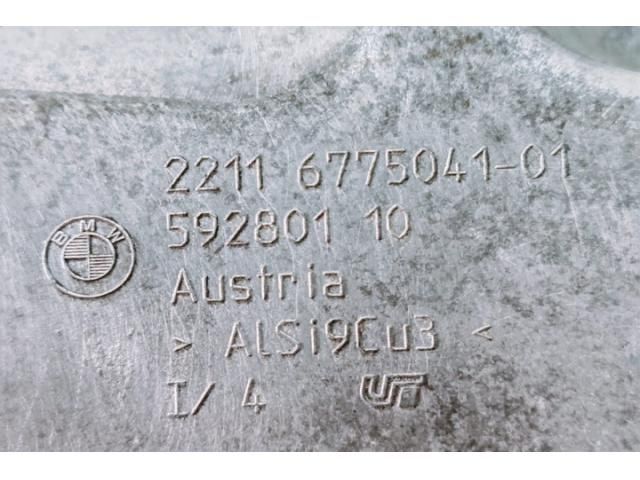 2211 6775041-01
BMW
592801 10
Austria
> ALSi9Cu3 <
I/ 4